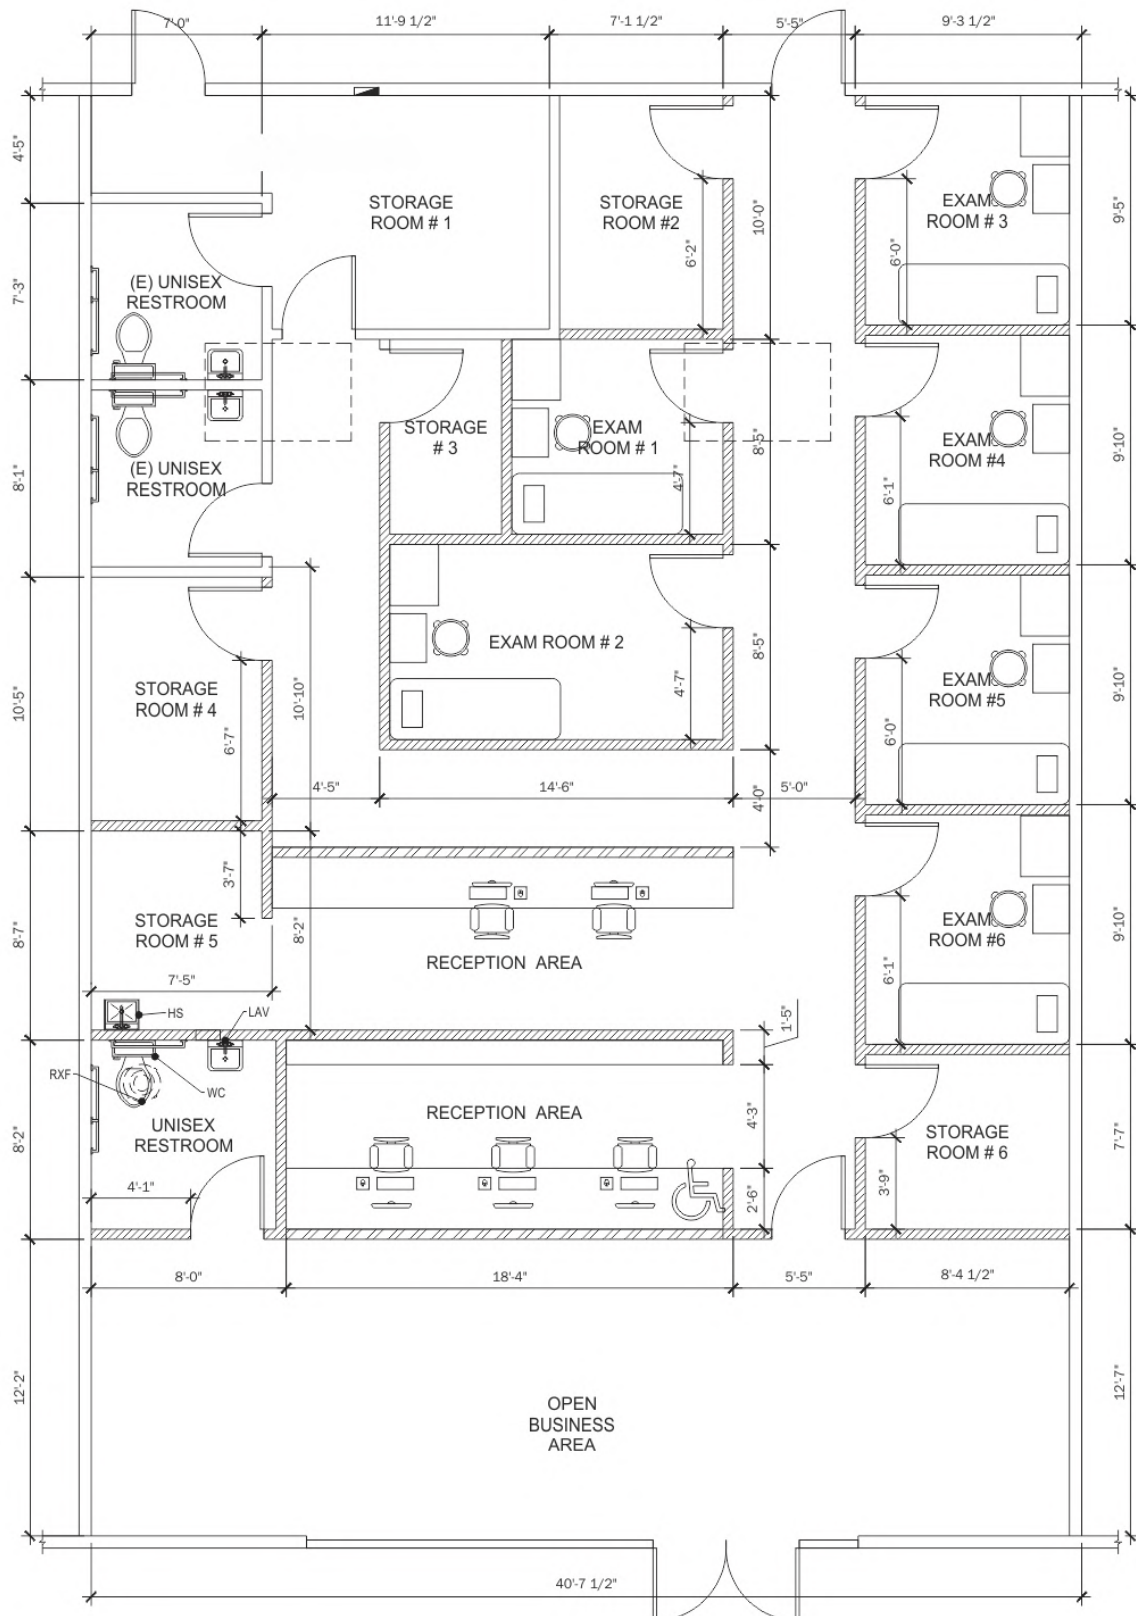 7'-0"
11'-9 1/2"
7'-1 1/2"
5'-5"
9'-3 1/2"
4'-5"
STORAGE
ROOM # 1
STORAGE
ROOM #2
6'-2"
10'-0"
EXAM
ROOM # 3
6'-0"
9'-5"
7'-3"
(E) UNISEX
RESTROOM
8'-1"
(E) UNISEX
RESTROOM
STORAGE
# 3
EXAM
ROOM # 1
4'-7"
8'-5"
EXAM
ROOM #4
6'-1"
9'-10"
10'-5"
STORAGE
ROOM # 4
6'-7"
10'-10"
EXAM ROOM # 2
4'-7"
8'-5"
EXAM
ROOM #5
6'-0"
9'-10"
4'-5"
14'-6"
5'-0"
4'-0"
8'-7"
3'-7"
STORAGE
ROOM # 5
8'-2"
7'-5"
RECEPTION AREA
EXAM
ROOM #6
6'-1"
9'-10"
HS
LAV
1'-5"
RXF
WC
8'-2"
UNISEX
RESTROOM
RECEPTION AREA
4'-3"
STORAGE
ROOM # 6
7'-7"
4'-1"
2'-6"
3'-9"
8'-0"
18'-4"
5'-5"
8'-4 1/2"
12'-2"
OPEN
BUSINESS
AREA
12'-7"
40'-7 1/2"